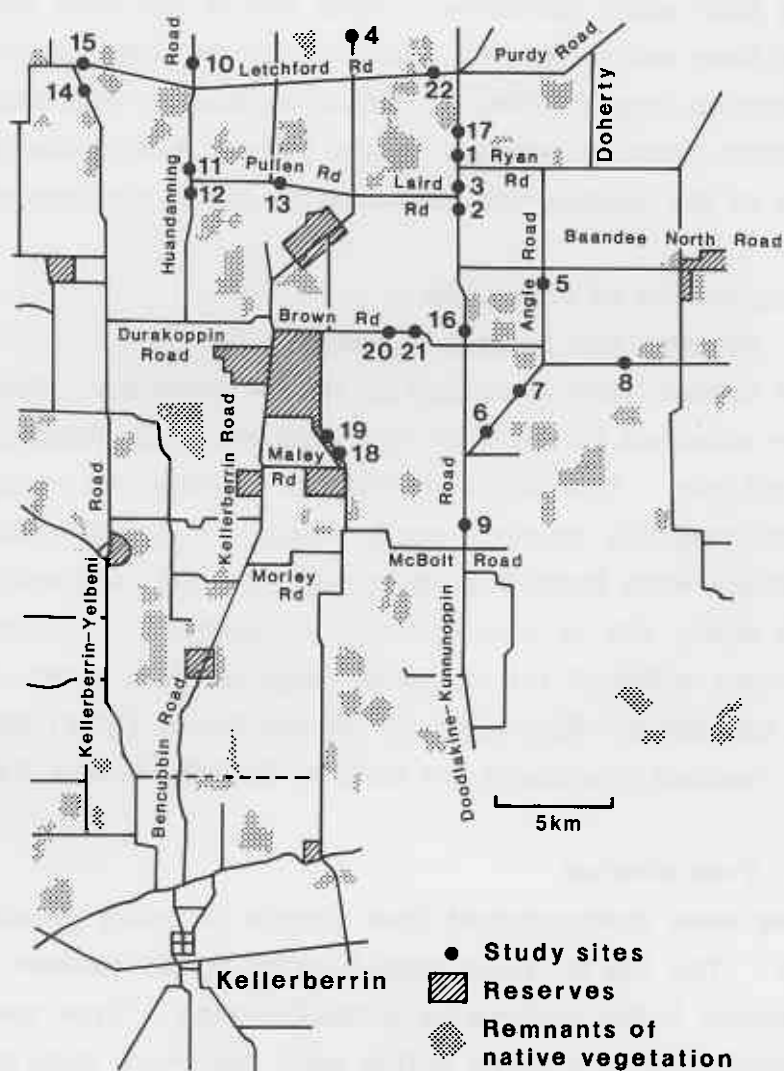 4
15
Road
10
Letchford Rd
Purdy Road
22
14
Doherty
17
1
Ryan Rd
11
Pullen Rd
12
13
Laird Rd
3
2
Huandanning
Angle Road
Baandee North Road
5
16
Brown Rd
Durakoppin Road
20
21
8
7
6
19
18
Maley Rd
Kellerberrin Road
Road
Road
9
McBolt Road
Morley Rd
Kellerberrin–Yelbeni
Bencubbin Road
Doodlakine–Kununoppin
5km
Kellerberrin
Study sites
Reserves
Remnants of
native vegetation